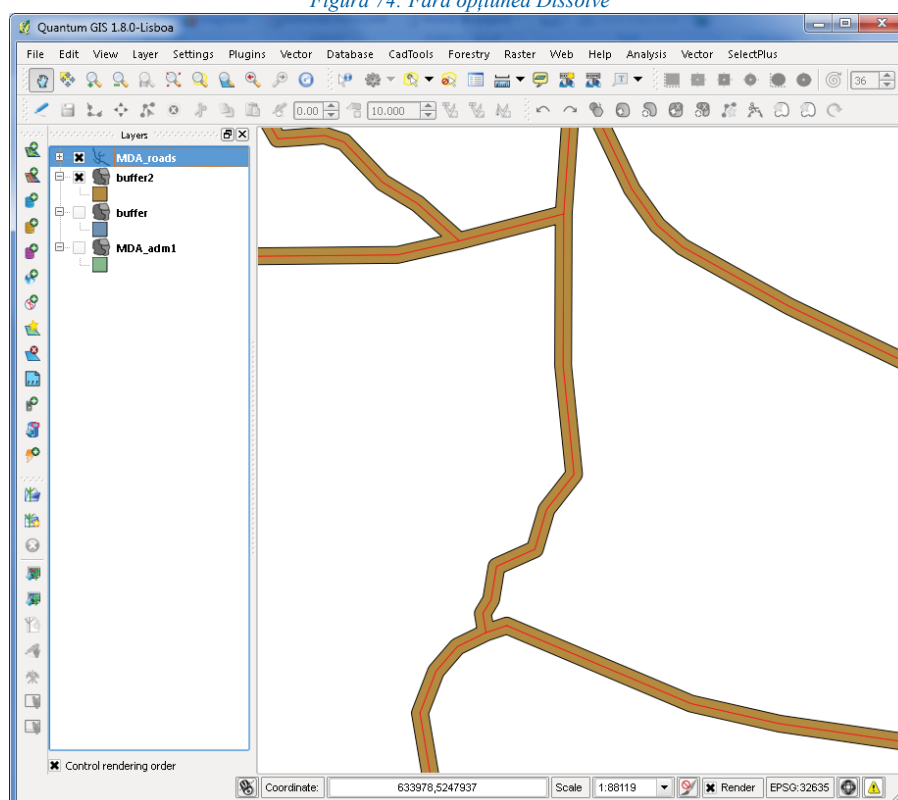 Figura 74. Fără opțiunea Dissolve
Quantum GIS 1.8.0-Lisboa
File Edit View Layer Settings Plugins Vector Database CadTools Forestry Raster Web Help Analysis Vector SelectPlus
36
0.00 10.000
Layers
MDA_roads
buffer2
buffer
MDA_adm1
Control rendering order
Coordinate: 633978,5247937 Scale 1:88119 Render EPSG:32635